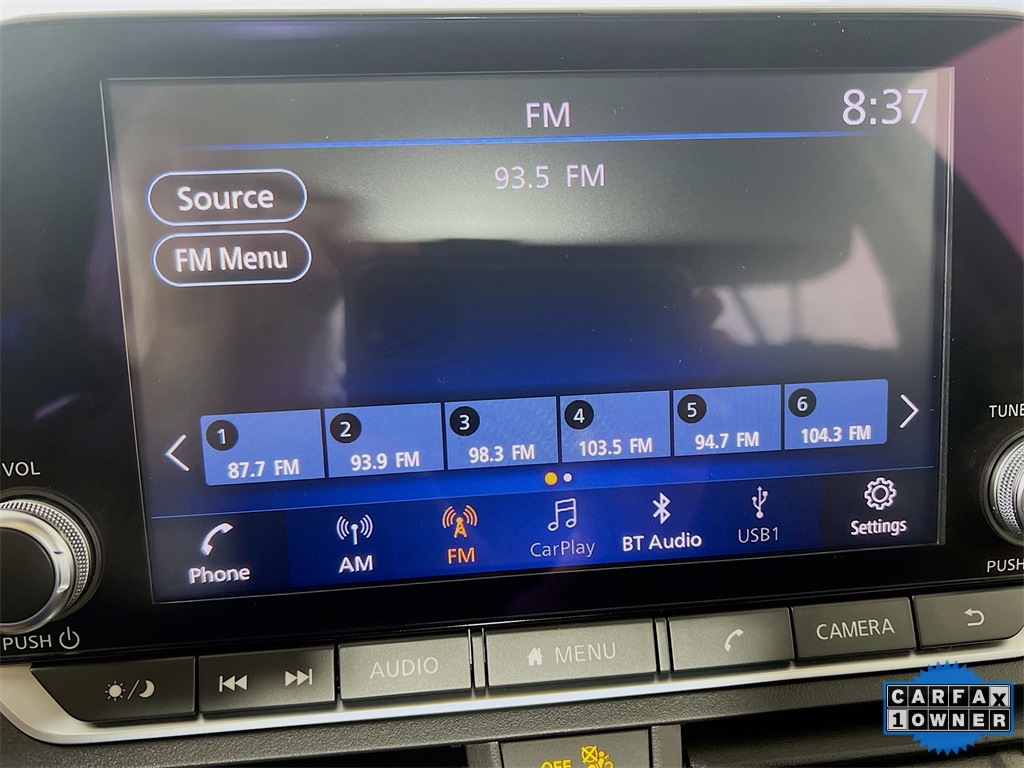 FM
8:37
93.5 FM
Source
FM Menu
1
87.7 FM
2
93.9 FM
3
98.3 FM
4
103.5 FM
5
94.7 FM
6
104.3 FM
VOL
TUNE
Phone
AM
FM
CarPlay
BT Audio
USB1
Settings
PUSH
PUSH
AUDIO
MENU
CAMERA
OFF
CARFAX
1 OWNER